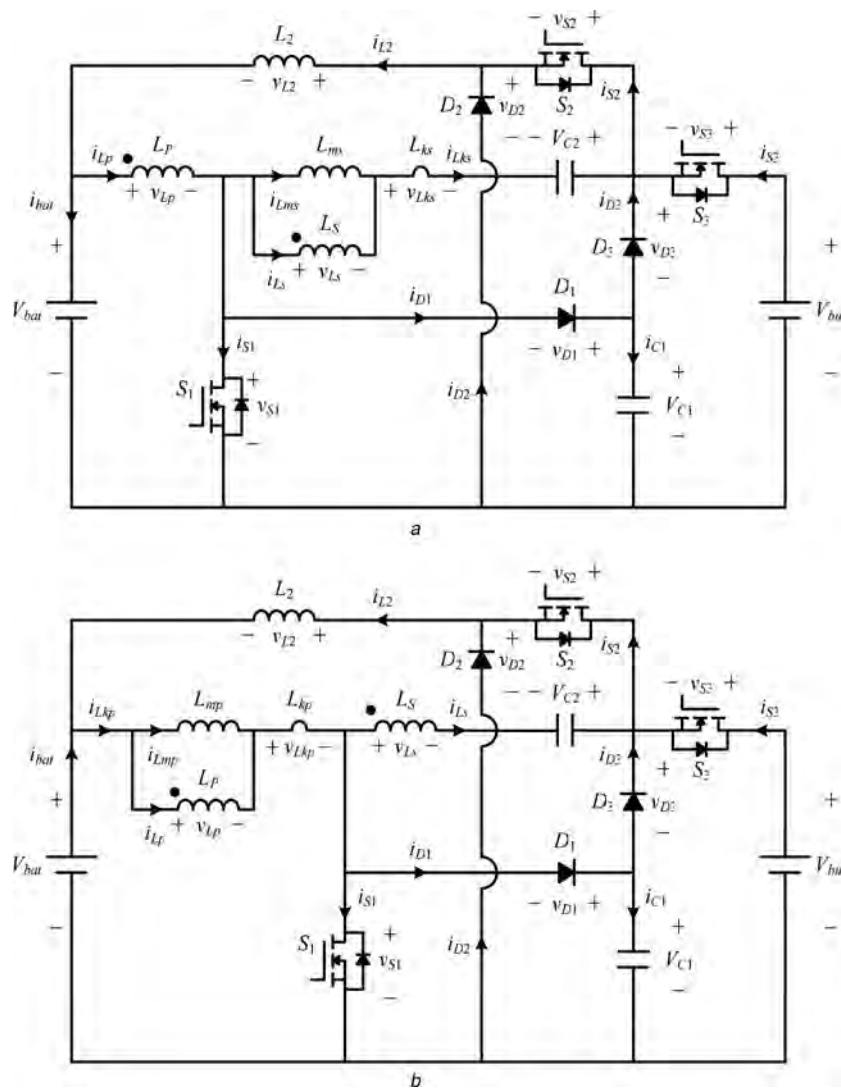 − vS2 +
L2 iL2
− vL2 + + S2 iS2
D2 vD2 − vS3 +
iLp LP Lms Lks iLks − − VC2 + iS3
+ vLp − iLms + vLks − iD3 + S3
ibat LS D3 vD3
+ iLs + vLs − − +
iD1 D1
Vbat − vD1 + iC1
− iS1 + −
S1 + iD2 VC1
vS1 −
−
a
− vS2 +
L2 iL2
− vL2 + + S2 iS2
D2 vD2 − vS3 +
iLkp Lmp Lkp LS iLs − − VC2 + iS3
iLmp + vLkp − + vLs − iD3 + S3
ibat LP D3 vD3
+ iLp + vLp − − +
iD1 D1
Vbat − vD1 + iC1
− iS1 + −
S1 + iD2 VC1
vS1 −
−
b